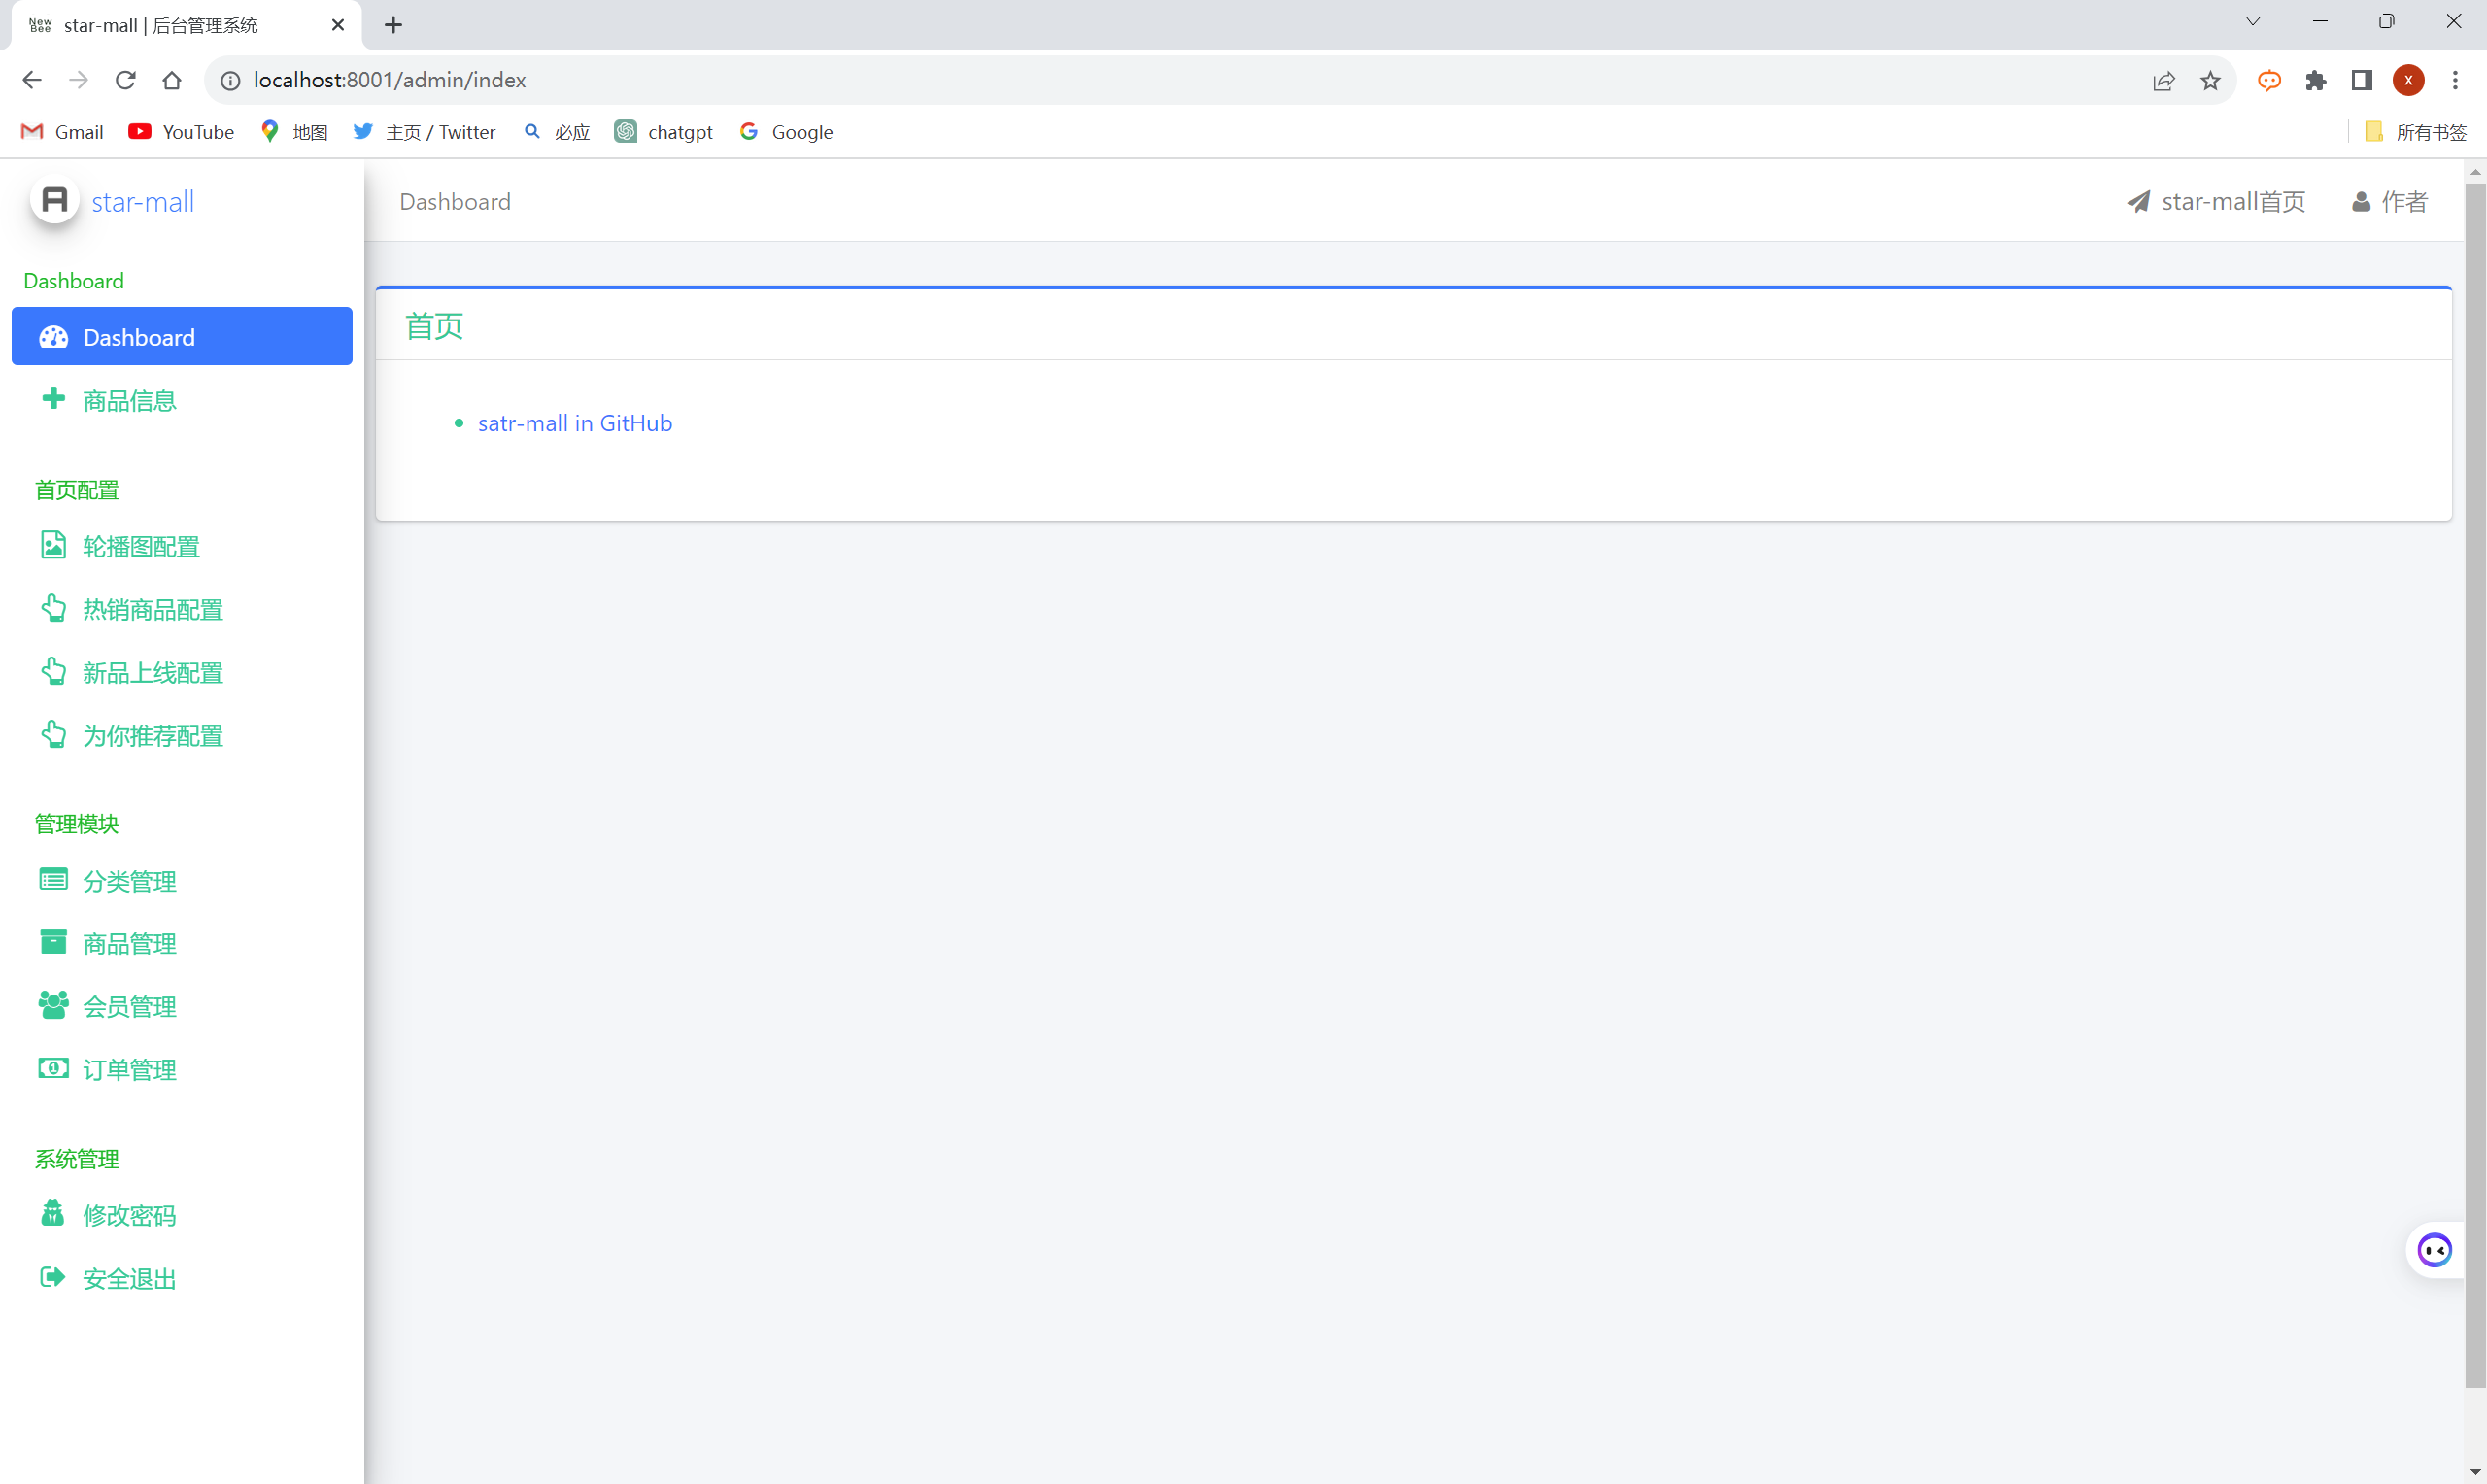 New
Bee
star-mall | 后台管理系统
localhost:8001/admin/index
X
Gmail
YouTube
地图
主页 / Twitter
必应
chatgpt
Google
所有书签
A star-mall
Dashboard
star-mall首页
作者
Dashboard
Dashboard
首页
商品信息
satr-mall in GitHub
首页配置
轮播图配置
热销商品配置
新品上线配置
为你推荐配置
管理模块
分类管理
商品管理
会员管理
1 订单管理
系统管理
修改密码
安全退出